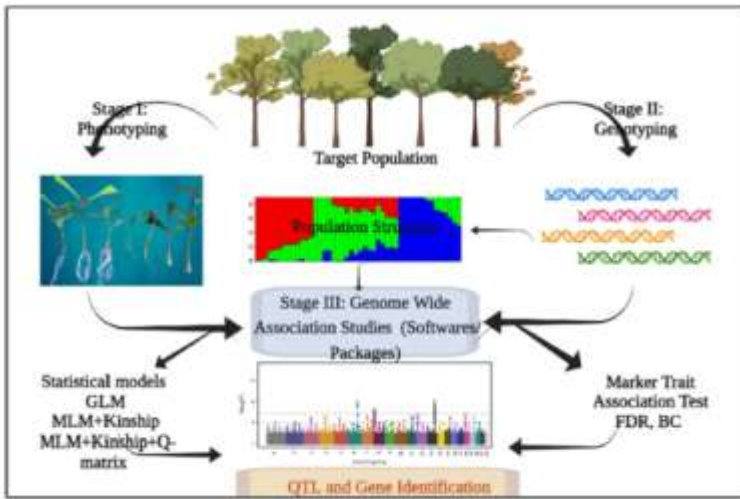 Stage I:
Phenotyping
Stage II:
Genotyping
Target Population
Population
Stage III: Genome Wide
Association Studies (Softwares/
Packages)
Statistical models
GLM
MLM+Kinship
MLM+Kinship+Q-
matrix
Marker Trait
Association Test
FDR, BC
QTL and Gene Identification